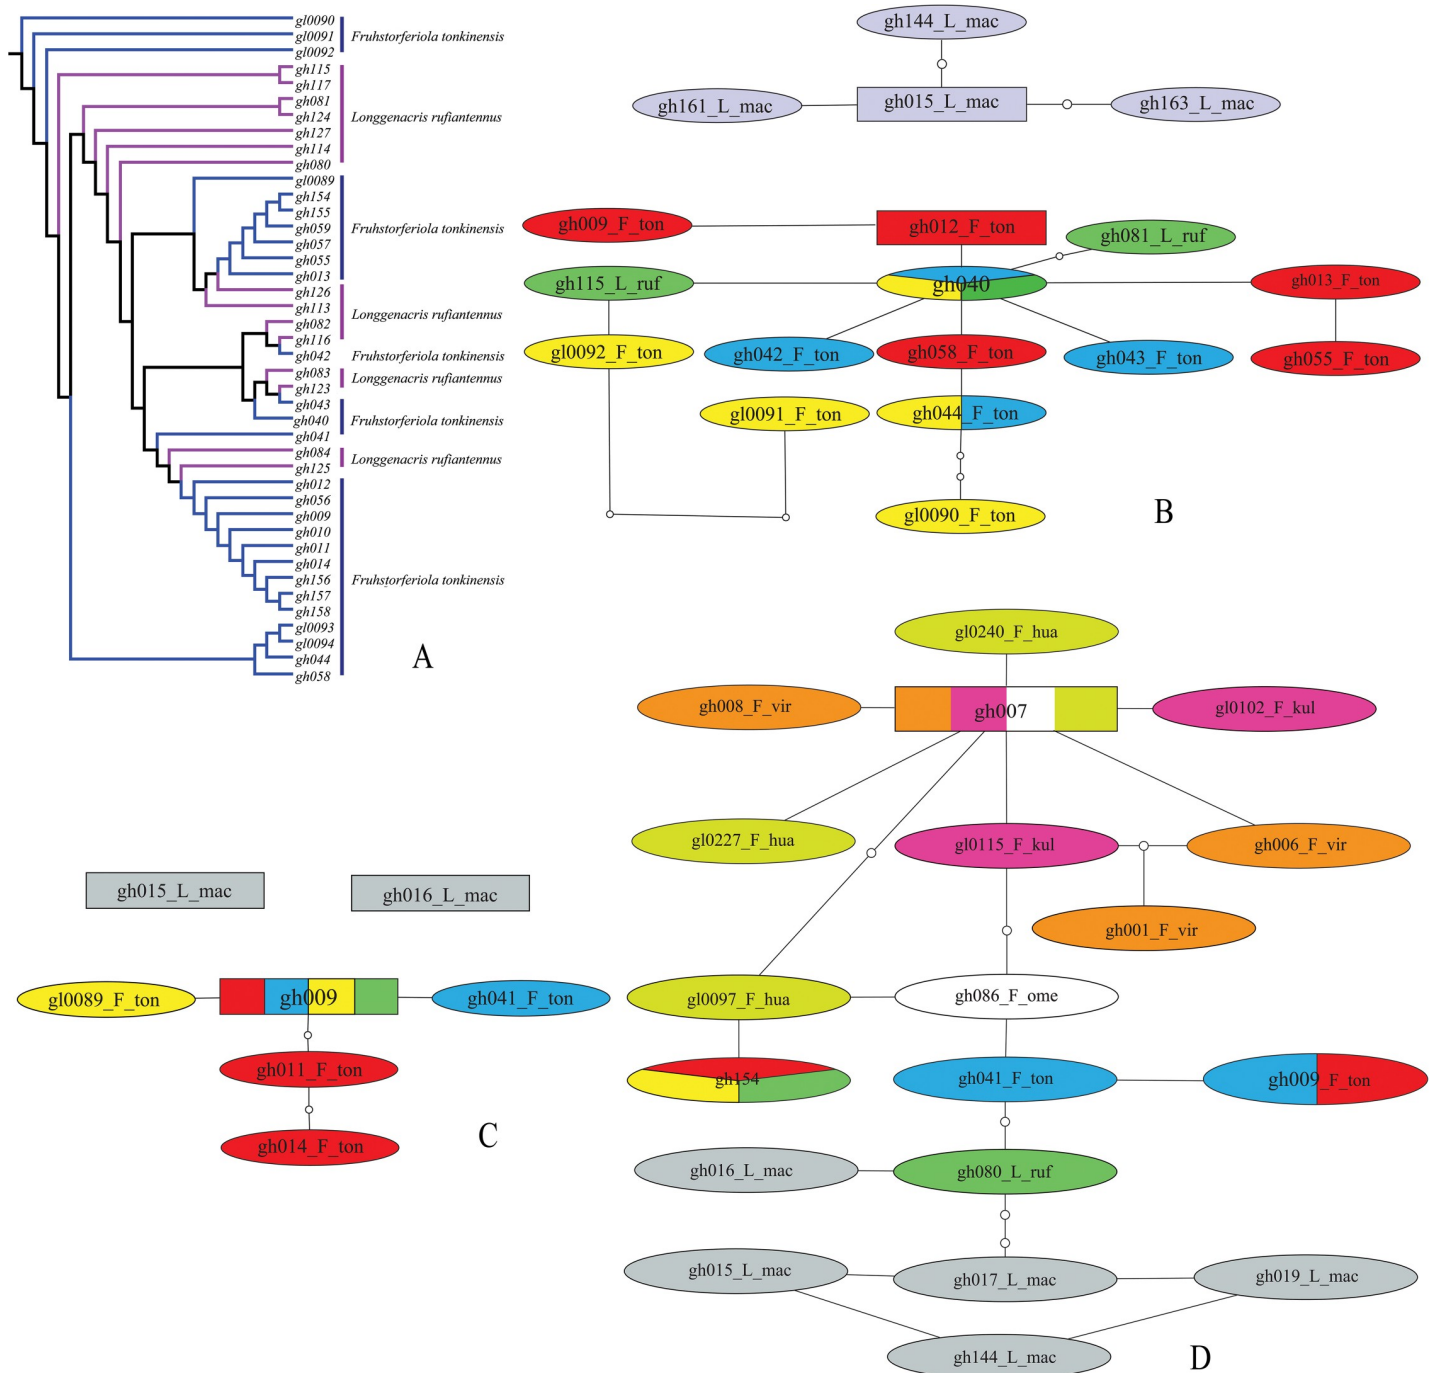 gl0090
gl0091
Fruhstorferiola tonkinensis
gl0092
gh115
gh117
gh081
gh124
Longgenacris rufiantennus
gh127
gh114
gh080
gl0089
gh154
gh155
gh059
Fruhstorferiola tonkinensis
gh057
gh055
gh013
gh126
gh113
Longgenacris rufiantennus
gh082
gh116
gh042
Fruhstorferiola tonkinensis
gh083
Longgenacris rufiantennus
gh123
gh043
gh040
Fruhstorferiola tonkinensis
gh041
gh084
Longgenacris rufiantennus
gh125
gh012
gh056
gh009
gh010
gh011
gh014
gh156
Fruhstorferiola tonkinensis
gh157
gh158
gl0093
gl0094
gh044
gh058
A
gh144_L_mac
gh161_L_mac
gh015_L_mac
gh163_L_mac
gh009_F_ton
gh012_F_ton
gh081_L_ruf
gh115_L_ruf
gh040
gh013_F_ton
gl0092_F_ton
gh042_F_ton
gh058_F_ton
gh043_F_ton
gh055_F_ton
gl0091_F_ton
gh044_F_ton
gl0090_F_ton
B
gh015_L_mac
gh016_L_mac
gl0089_F_ton
gh009
gh041_F_ton
gh011_F_ton
gh014_F_ton
C
gl0240_F_hua
gh008_F_vir
gh007
gl0102_F_kul
gl0227_F_hua
gl0115_F_kul
gh006_F_vir
gh001_F_vir
gl0097_F_hua
gh086_F_ome
gh154
gh041_F_ton
gh009_F_ton
gh016_L_mac
gh080_L_ruf
gh015_L_mac
gh017_L_mac
gh019_L_mac
gh144_L_mac
D